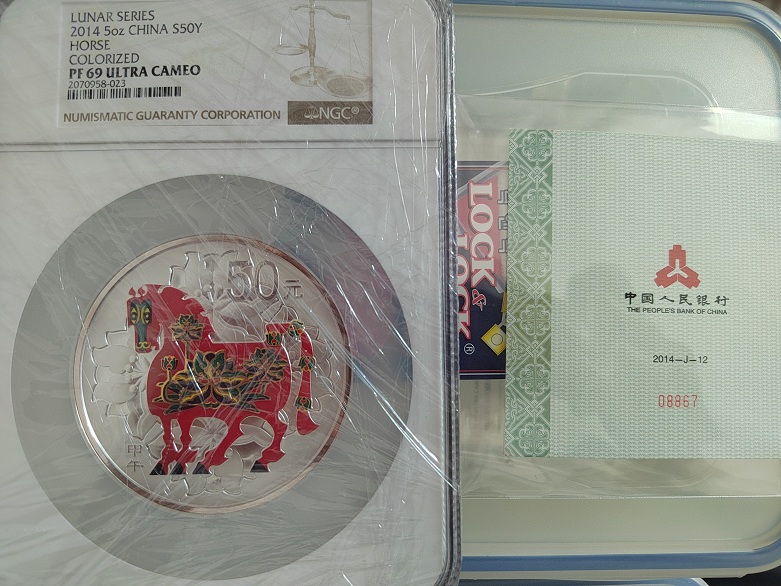 LUNAR SERIES
2014 5oz CHINA S50Y
HORSE
COLORIZED
PF 69 ULTRA CAMEO
2070958-023
NUMISMATIC GUARANTY CORPORATION
NGC®
50元
甲午
LOCK
&
LOCK
®
中国人民银行
THE PEOPLE'S BANK OF CHINA
2014-J-12
08867